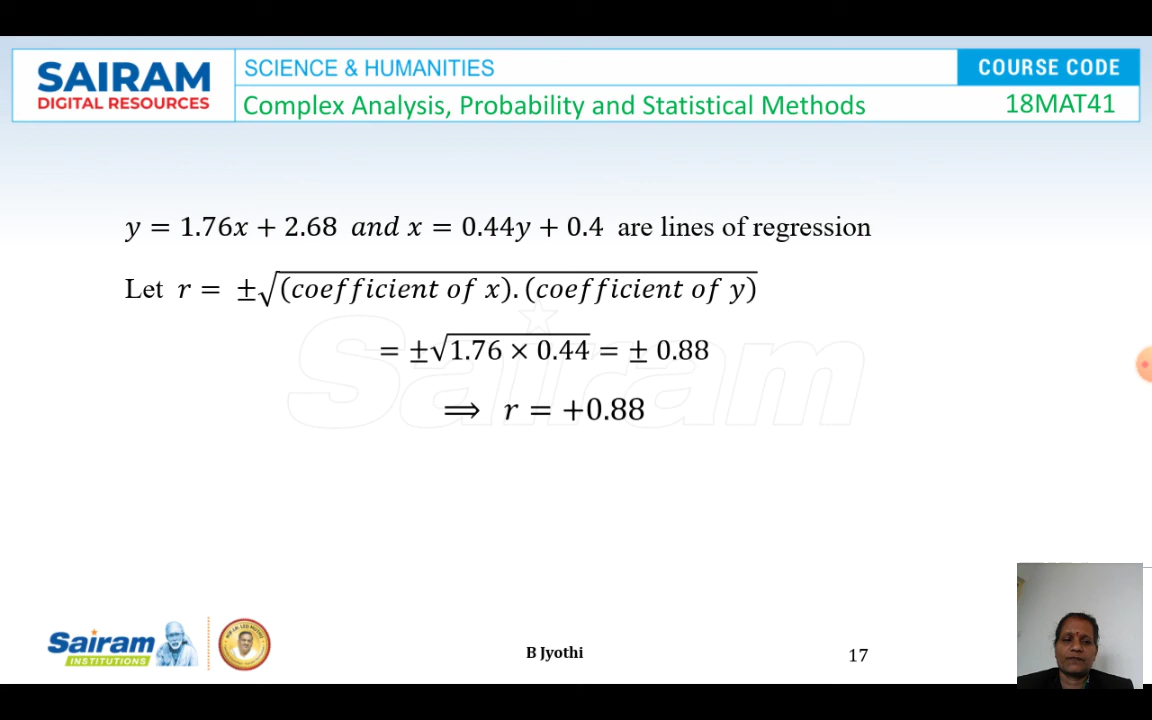 SAIRAM
DIGITAL RESOURCES
SCIENCE & HUMANITIES
COURSE CODE
Complex Analysis, Probability and Statistical Methods
18MAT41
y = 1.76x + 2.68 and x = 0.44y + 0.4 are lines of regression
Let r = ±√(coefficient of x).(coefficient of y)
= ±√1.76 × 0.44 = ± 0.88
⟹ r = +0.88
Sairam
Sairam
INSTITUTIONS
B Jyothi
17